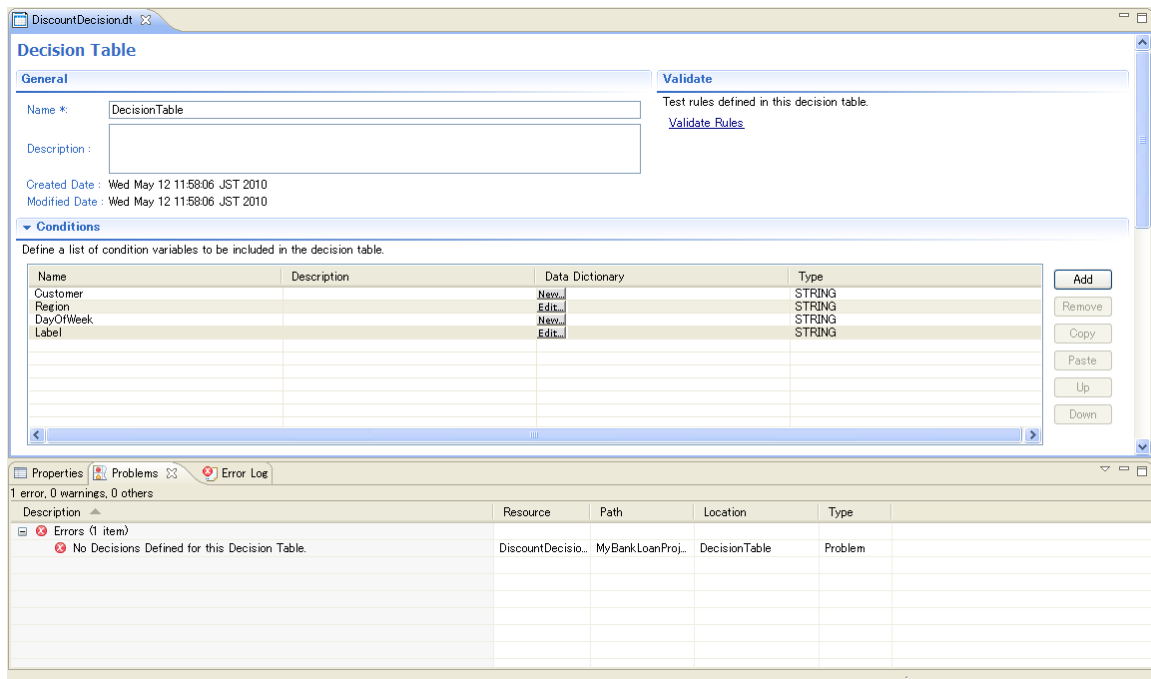 DiscountDecision.dt
Decision Table
General
Validate
Name *:
DecisionTable
Test rules defined in this decision table.
Validate Rules
Description :
Created Date : Wed May 12 11:58:06 JST 2010
Modified Date : Wed May 12 11:58:06 JST 2010
Conditions
Define a list of condition variables to be included in the decision table.
Name Description Data Dictionary Type
Customer New... STRING
Region Edit... STRING
DayOfWeek New... STRING
Label Edit... STRING
Add
Remove
Copy
Paste
Up
Down
Properties Problems Error Log
1 error, 0 warnings, 0 others
Description Resource Path Location Type
Errors (1 item)
No Decisions Defined for this Decision Table. DiscountDecisio... MyBankLoanProj... DecisionTable Problem